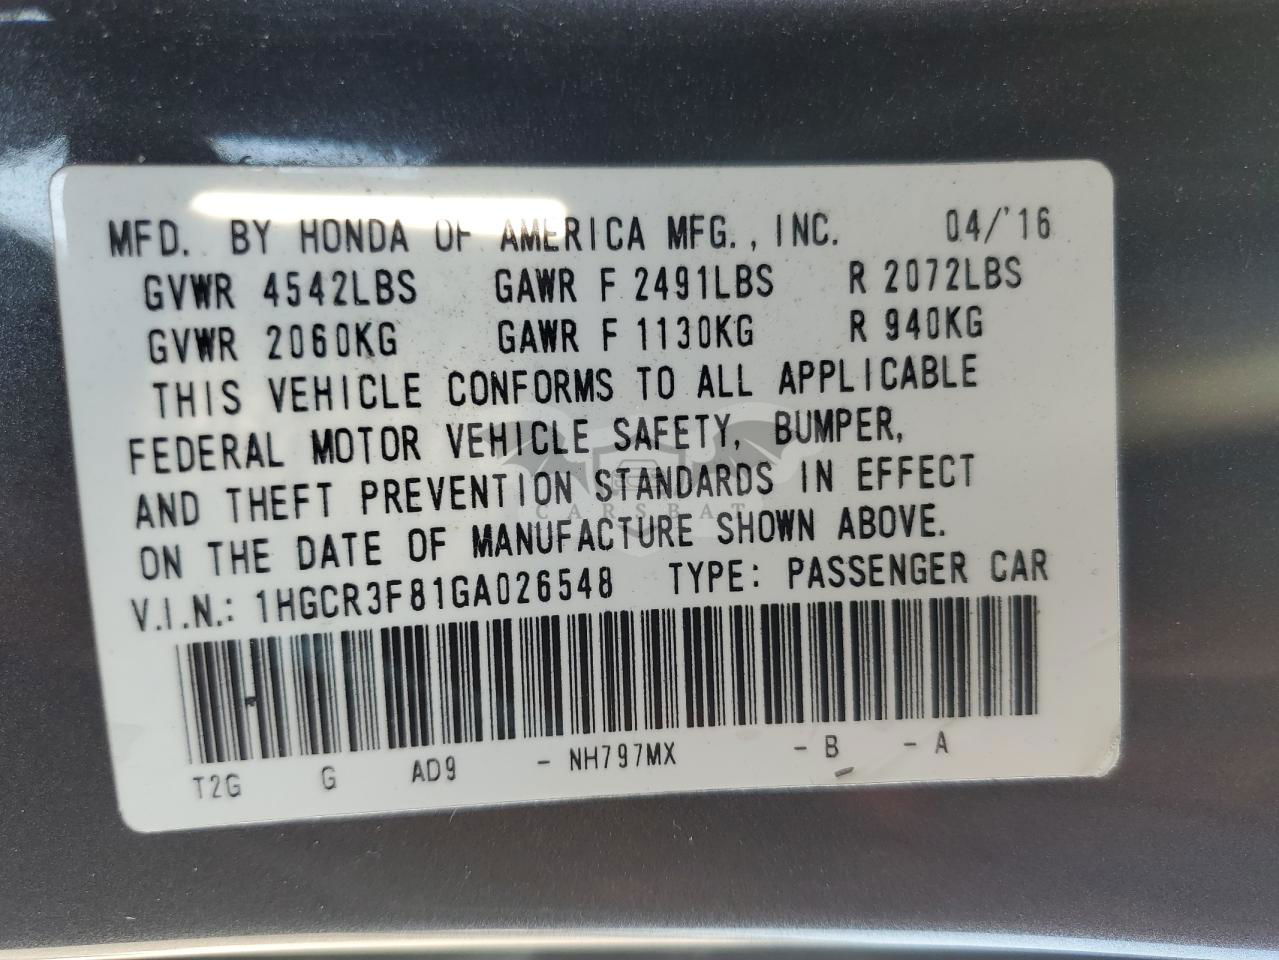 MFD. BY HONDA OF AMERICA MFG., INC. 04/'16
GVWR 4542LBS GAWR F 2491LBS R 2072LBS
GVWR 2060KG GAWR F 1130KG R 940KG
THIS VEHICLE CONFORMS TO ALL APPLICABLE
FEDERAL MOTOR VEHICLE SAFETY, BUMPER,
AND THEFT PREVENTION STANDARDS IN EFFECT
CARSBAT
ON THE DATE OF MANUFACTURE SHOWN ABOVE.
V.I.N.: 1HGCR3F81GA026548 TYPE: PASSENGER CAR
T2G G AD9 - NH797MX - B - A